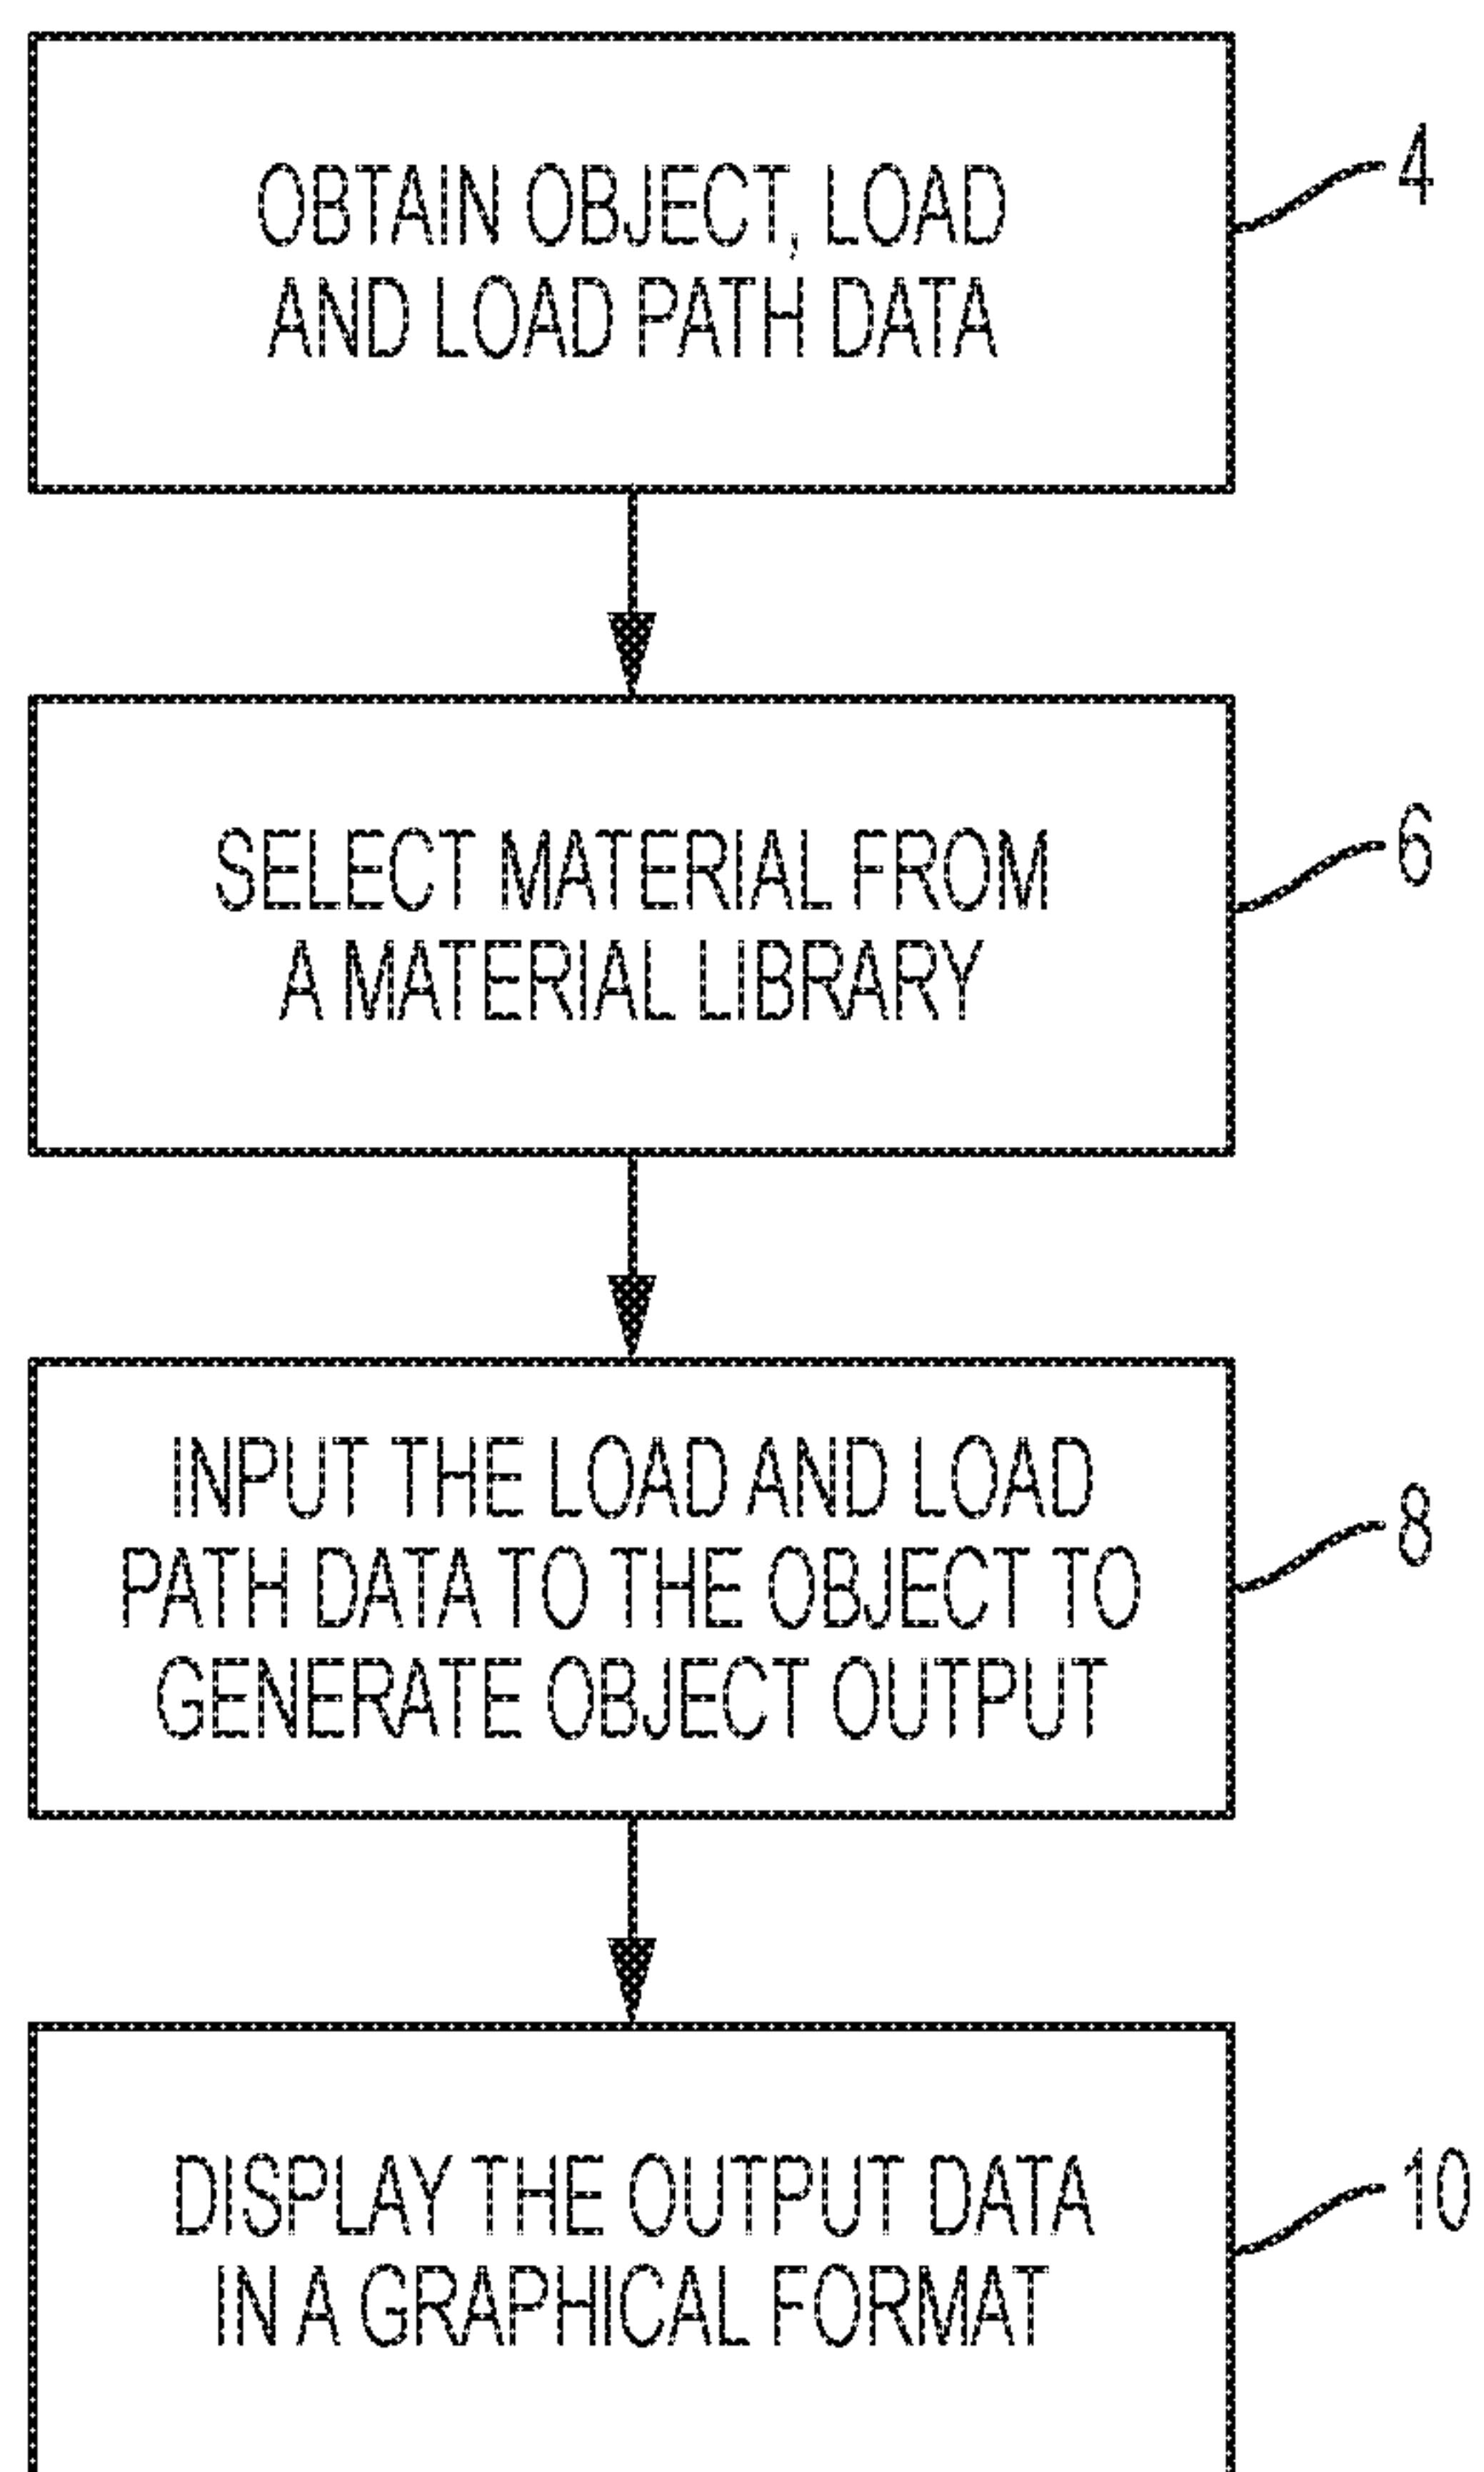 OBTAIN OBJECT, LOAD
AND LOAD PATH DATA
4
SELECT MATERIAL FROM
A MATERIAL LIBRARY
6
INPUT THE LOAD AND LOAD
PATH DATA TO THE OBJECT TO
GENERATE OBJECT OUTPUT
8
DISPLAY THE OUTPUT DATA
IN A GRAPHICAL FORMAT
10